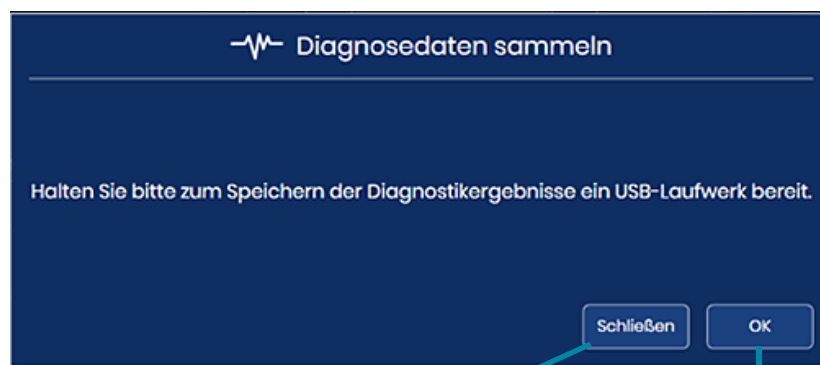 Diagnosedaten sammeln
Halten Sie bitte zum Speichern der Diagnostikergebnisse ein USB-Laufwerk bereit.
Schließen OK